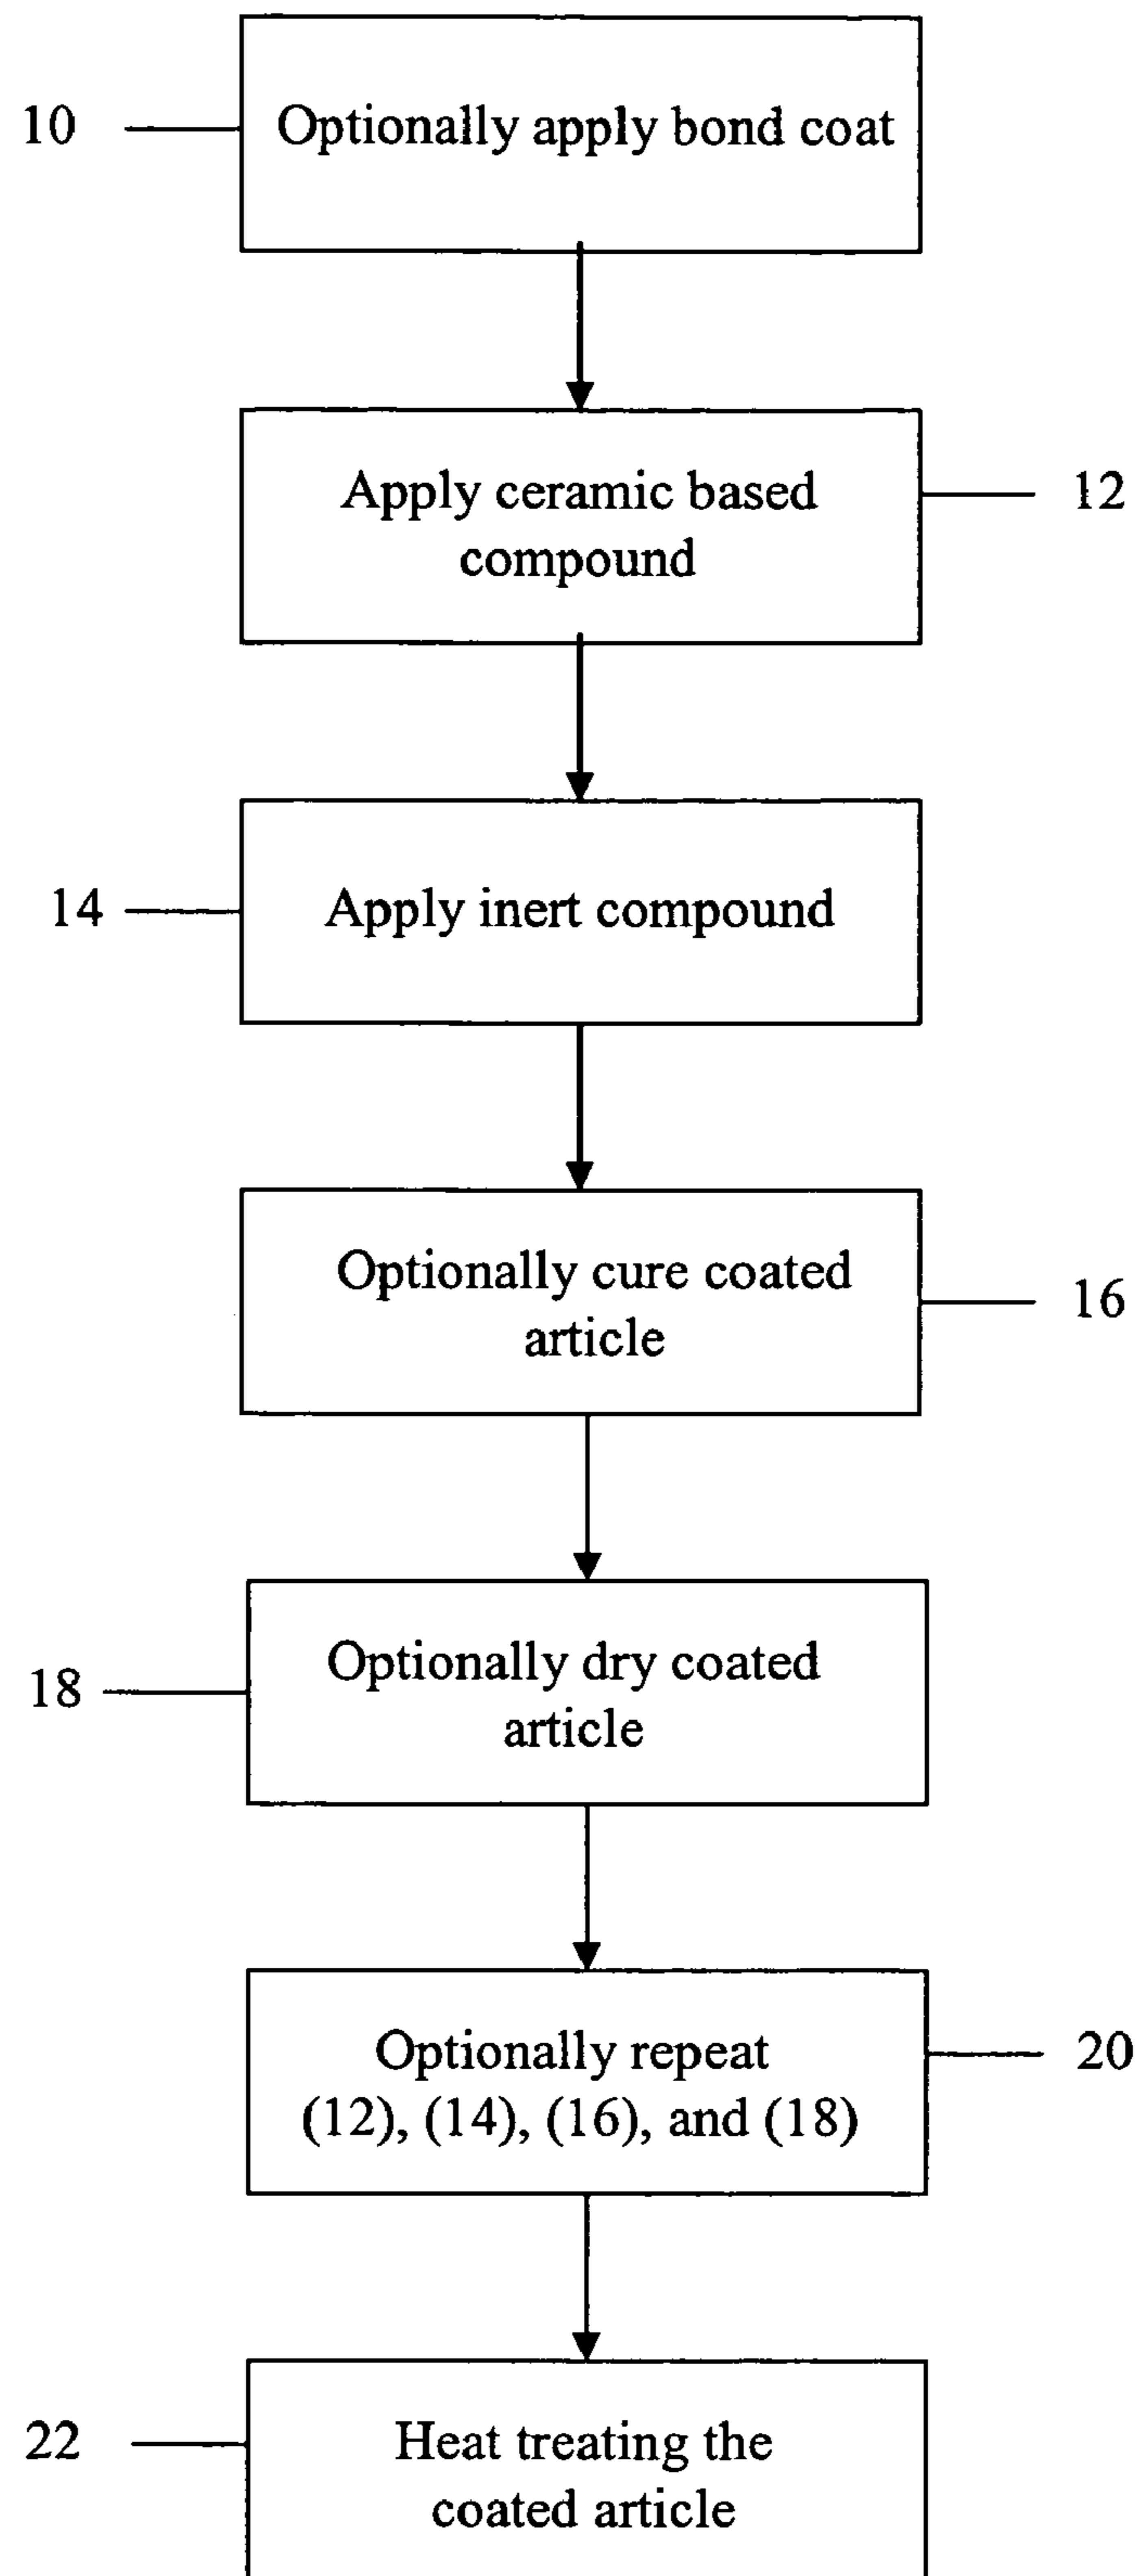 10
Optionally apply bond coat
Apply ceramic based
compound
12
14
Apply inert compound
Optionally cure coated
article
16
18
Optionally dry coated
article
Optionally repeat
(12), (14), (16), and (18)
20
22
Heat treating the
coated article